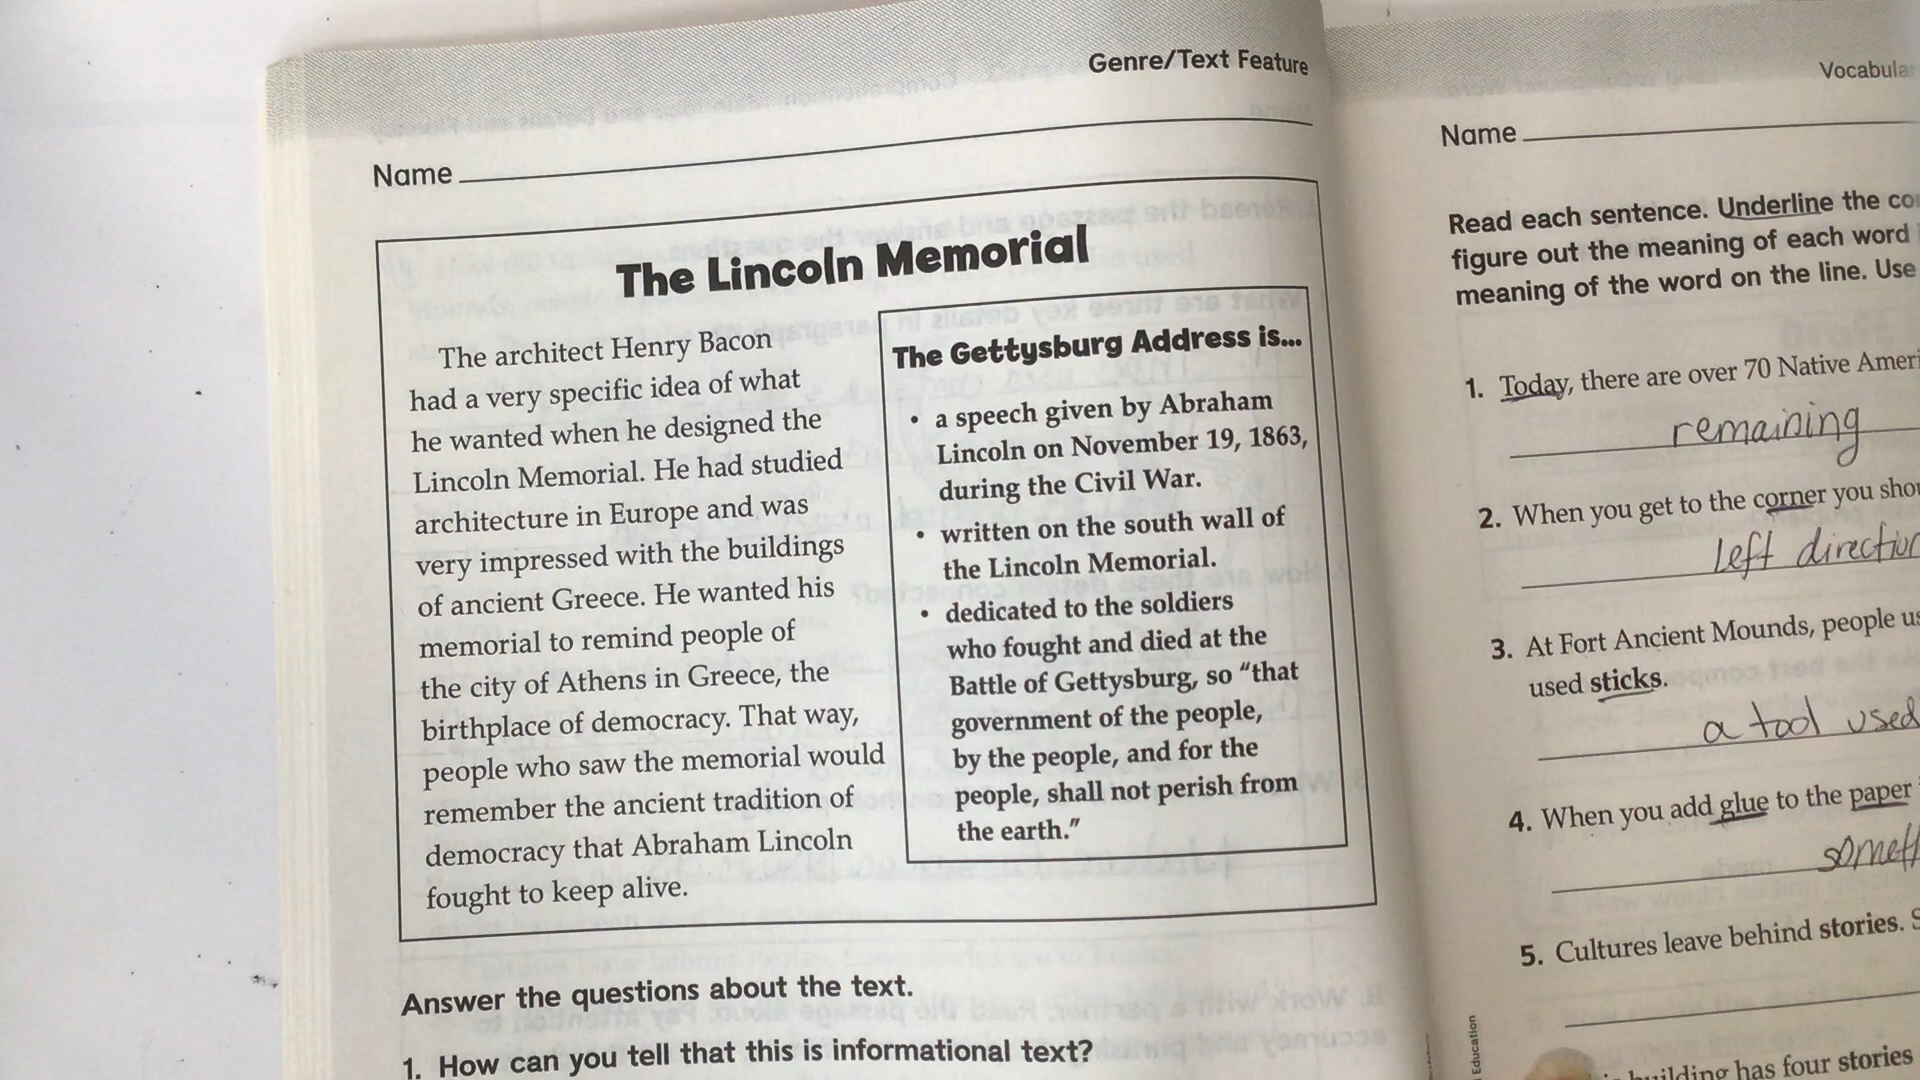 Genre/Text Feature
Name
The Lincoln Memorial
The architect Henry Bacon
had a very specific idea of what
he wanted when he designed the
Lincoln Memorial. He had studied
architecture in Europe and was
very impressed with the buildings
of ancient Greece. He wanted his
memorial to remind people of
the city of Athens in Greece, the
birthplace of democracy. That way,
people who saw the memorial would
remember the ancient tradition of
democracy that Abraham Lincoln
fought to keep alive.
The Gettysburg Address is...
• a speech given by Abraham
Lincoln on November 19, 1863,
during the Civil War.
• written on the south wall of
the Lincoln Memorial.
• dedicated to the soldiers
who fought and died at the
Battle of Gettysburg, so “that
government of the people,
by the people, and for the
people, shall not perish from
the earth.”
Answer the questions about the text.
1. How can you tell that this is informational text?
Name
Read each sentence. Underline the
figure out the meaning of each word
meaning of the word on the line. Use
1. Today, there are over 70 Native
remaining
2. When you get to the corner you
left
3. At Fort Ancient Mounds, people
used sticks.
a tool used
4. When you add glue to the paper
5. Cultures leave behind stories.
Education
has four stories